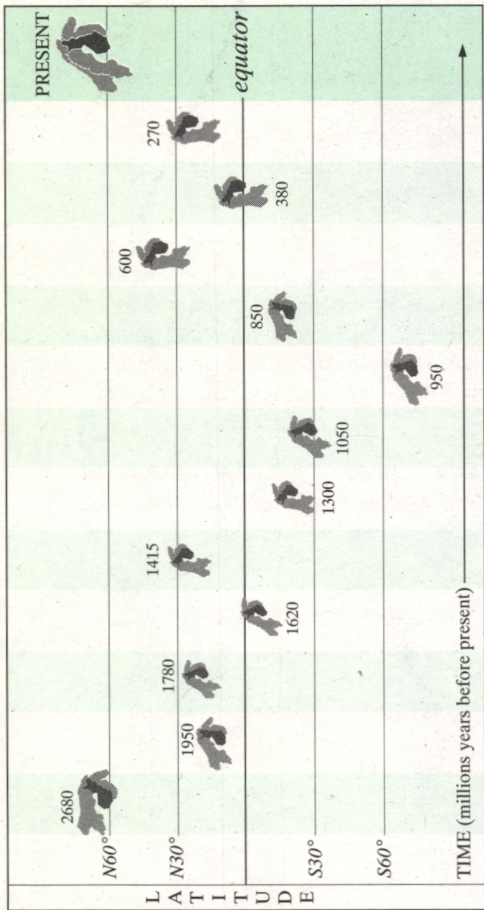 LATITUDE
N60°
N30°
equator
S30°
S60°
2680
1950
1780
1620
1415
1300
1050
950
850
600
380
270
PRESENT
TIME (millions years before present)